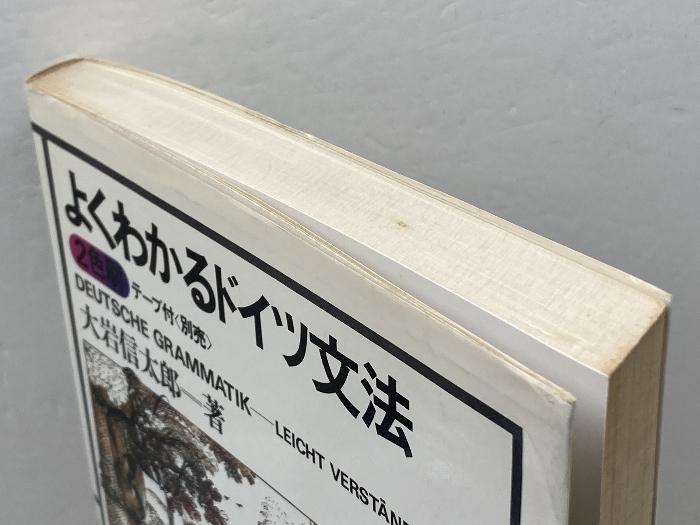 よくわかるドイツ文法
2色刷 テープ付〈別売〉
DEUTSCHE GRAMMATIK—LEICHT VERSTÄN
大岩信太郎—著